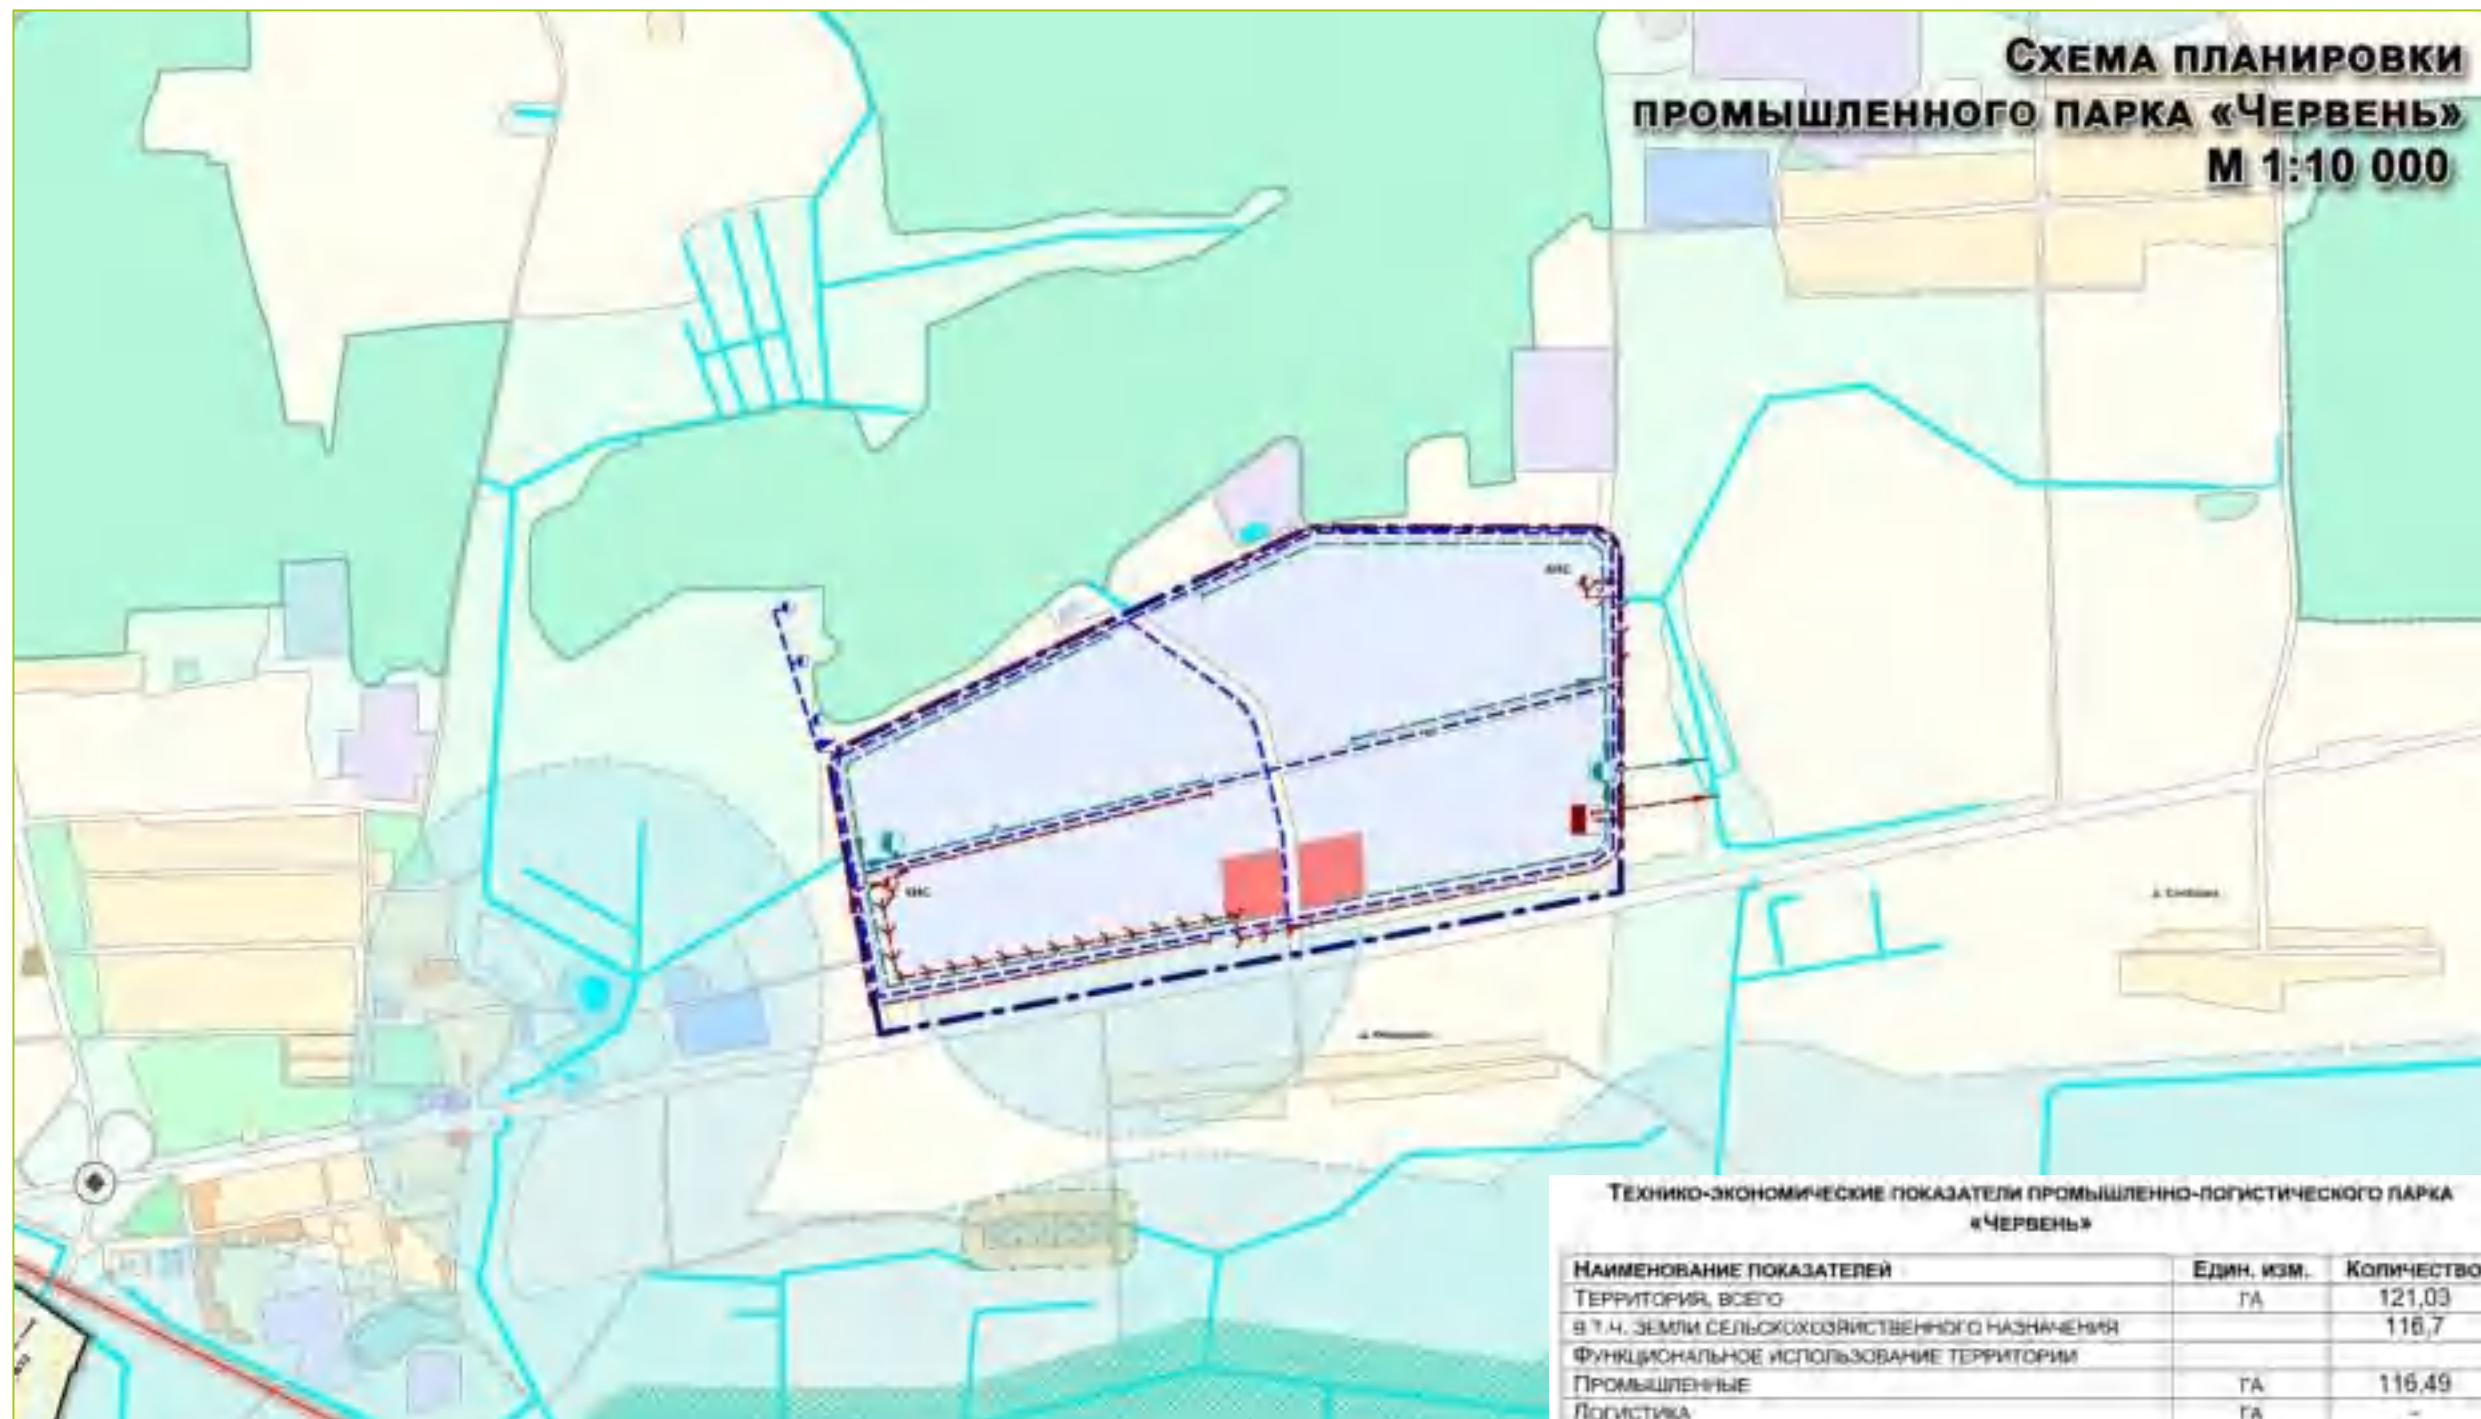 Схема планировки
промышленного парка «Червень»
М 1:10 000
КНС
КНС
Технико-экономические показатели промышленно-логистического парка
«Червень»
Наименование показателей Един. изм. Количество
Территория, всего га 121,03
в т.ч. земли сельскохозяйственного назначения 116,7
Функциональное использование территории
Промышленные га 116,49
Логистика га -